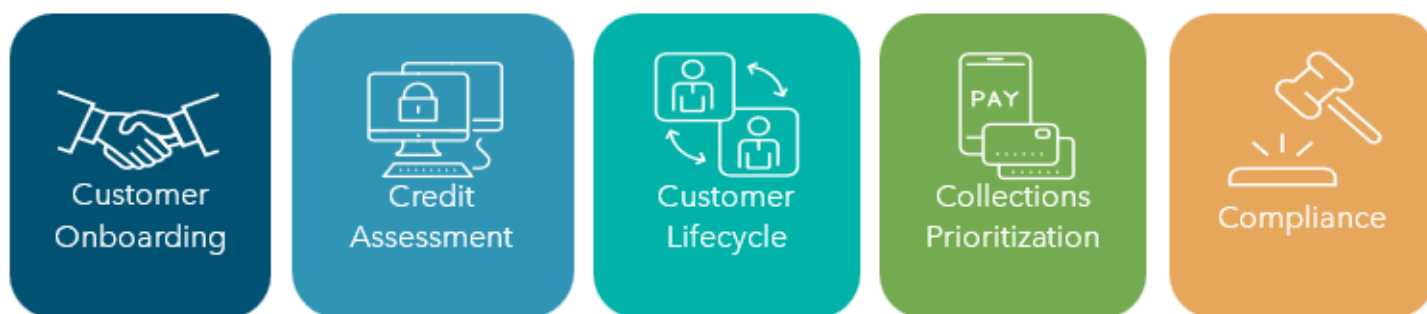 Customer
Onboarding
Credit
Assessment
Customer
Lifecycle
PAY
Collections
Prioritization
Compliance